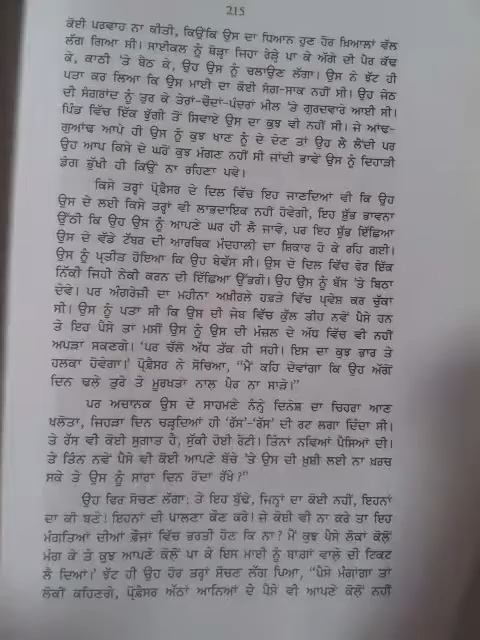 215
ਕੋਈ ਪਰਵਾਹ ਨਾ ਕੀਤੀ, ਕਿਉਂਕਿ ਉਸ ਦਾ ਧਿਆਨ ਹੁਣ ਹੋਰ ਖ਼ਿਆਲਾਂ ਵੱਲ
ਲੱਗ ਗਿਆ ਸੀ। ਸਾਈਕਲ ਨੂੰ ਥੋੜ੍ਹਾ ਜਿਹਾ ਰੇੜ੍ਹੇ ਪਾ ਕੇ ਅੱਗੋਂ ਦੀ ਪੈਰ ਕੱਢ
ਕੇ, ਕਾਠੀ 'ਤੇ ਬੈਠ ਕੇ, ਉਹ ਉਸ ਨੂੰ ਚਲਾਉਣ ਲੱਗਾ। ਉਸ ਨੇ ਝੱਟ ਹੀ
ਪਤਾ ਕਰ ਲਿਆ ਕਿ ਉਸ ਮਾਈ ਦਾ ਕੋਈ ਸੰਗ-ਸਾਕ ਨਹੀਂ ਸੀ। ਉਹ ਜੇਠ
ਦੀ ਸੰਗਰਾਂਦ ਨੂੰ ਤੁਰ ਕੇ ਤੇਰਾਂ-ਚੌਦਾਂ-ਪੰਦਰਾਂ ਮੀਲ 'ਤੇ ਗੁਰਦਵਾਰੇ ਆਈ ਸੀ।
ਪਿੰਡ ਵਿੱਚ ਇੱਕ ਝੁੱਗੀ ਤੋਂ ਸਿਵਾਏ ਉਸ ਦਾ ਕੁਝ ਵੀ ਨਹੀਂ ਸੀ। ਜੇ ਆਂਢ-
ਗੁਆਂਢ ਆਪੇ ਹੀ ਉਸ ਨੂੰ ਕੁਝ ਖਾਣ ਨੂੰ ਦੇ ਦੇਣ ਤਾਂ ਉਹ ਲੈ ਲੈਂਦੀ ਪਰ
ਉਹ ਆਪ ਕਿਸੇ ਦੇ ਘਰੋਂ ਕੁਝ ਮੰਗਣ ਨਹੀਂ ਸੀ ਜਾਂਦੀ ਭਾਵੇਂ ਉਸ ਨੂੰ ਦਿਹਾੜੀ
ਡੰਗ ਭੁੱਖੀ ਹੀ ਕਿਉਂ ਨਾ ਰਹਿਣਾ ਪਵੇ।
ਕਿਸੇ ਤਰ੍ਹਾਂ ਪ੍ਰੋਫ਼ੈਸਰ ਦੇ ਦਿਲ ਵਿੱਚ ਇਹ ਜਾਣਦਿਆਂ ਵੀ ਕਿ ਉਹ
ਉਸ ਦੇ ਲਈ ਕਿਸੇ ਤਰ੍ਹਾਂ ਵੀ ਲਾਭਦਾਇਕ ਨਹੀਂ ਹੋਵੇਗੀ, ਇਹ ਸ਼ੁੱਭ ਭਾਵਨਾ
ਉੱਠੀ ਕਿ ਉਹ ਉਸ ਨੂੰ ਆਪਣੇ ਘਰ ਹੀ ਲੈ ਜਾਵੇ, ਪਰ ਇਹ ਸ਼ੁੱਭ ਇੱਛਿਆ
ਉਸ ਦੇ ਵੱਡੇ ਟੱਬਰ ਦੀ ਆਰਥਿਕ ਮੰਦਹਾਲੀ ਦਾ ਸ਼ਿਕਾਰ ਹੋ ਕੇ ਰਹਿ ਗਈ।
ਉਸ ਨੂੰ ਪ੍ਰਤੀਤ ਹੋਇਆ ਕਿ ਉਹ ਬੇਵੱਸ ਸੀ। ਉਸ ਦੇ ਦਿਲ ਵਿੱਚ ਫੇਰ ਇੱਕ
ਨਿੱਕੀ ਜਿਹੀ ਨੇਕੀ ਕਰਨ ਦੀ ਇੱਛਿਆ ਉੱਭਰੀ। ਉਹ ਉਸ ਨੂੰ ਬੱਸ 'ਤੇ ਬਿਠਾ
ਦੇਵੇ। ਪਰ ਅੰਗਰੇਜ਼ੀ ਦਾ ਮਹੀਨਾ ਅਖ਼ੀਰਲੇ ਹਫ਼ਤੇ ਵਿੱਚ ਪ੍ਰਵੇਸ਼ ਕਰ ਚੁੱਕਾ
ਸੀ। ਉਸ ਨੂੰ ਪਤਾ ਸੀ ਕਿ ਉਸ ਦੀ ਜੇਬ ਵਿੱਚ ਕੁੱਲ ਤੀਹ ਨਵੇਂ ਪੈਸੇ ਹਨ
ਤੇ ਇਹ ਪੈਸੇ ਤਾਂ ਮਸੀਂ ਉਸ ਨੂੰ ਉਸ ਦੀ ਮੰਜ਼ਲ ਦੇ ਅੱਧ ਵਿੱਚ ਵੀ ਨਹੀਂ
ਅਪੜਾ ਸਕਣਗੇ। 'ਪਰ ਚੱਲੋ ਅੱਧ ਤੱਕ ਹੀ ਸਹੀ। ਇਸ ਦਾ ਕੁਝ ਭਾਰ ਤੇ
ਹਲਕਾ ਹੋਵੇਗਾ।' ਪ੍ਰੋਫ਼ੈਸਰ ਨੇ ਸੋਚਿਆ, "ਮੈਂ ਕਹਿ ਦੇਵਾਂਗਾ ਕਿ ਉਹ ਅੱਗੋਂ
ਦਿਨ ਢਲੇ ਤੁਰੇ ਤੇ ਮੂਰਖਤਾ ਨਾਲ ਪੈਰ ਨਾ ਸਾੜੇ।"
ਪਰ ਅਚਾਨਕ ਉਸ ਦੇ ਸਾਹਮਣੇ ਨੰਨ੍ਹੇ ਦਿਨੇਸ਼ ਦਾ ਚਿਹਰਾ ਆਣ
ਖਲੋਤਾ, ਜਿਹੜਾ ਦਿਨ ਚੜ੍ਹਦਿਆਂ ਹੀ 'ਰੱਸ'-'ਰੱਸ' ਦੀ ਰਟ ਲਗਾ ਦਿੰਦਾ ਸੀ।
ਤੇ ਰੱਸ ਵੀ ਕੋਈ ਸੁਗਾਤ ਹੈ, ਸੁੱਕੀ ਹੋਈ ਰੋਟੀ। ਤਿੰਨਾਂ ਨਵਿਆਂ ਪੈਸਿਆਂ ਦੀ।
ਤੇ ਤਿੰਨ ਨਵੇਂ ਪੈਸੇ ਵੀ ਕੋਈ ਆਪਣੇ ਬੱਚੇ 'ਤੇ ਉਸ ਦੀ ਖ਼ੁਸ਼ੀ ਲਈ ਨਾ ਖ਼ਰਚ
ਸਕੇ ਤੇ ਉਸ ਨੂੰ ਸਾਰਾ ਦਿਨ ਰੋਂਦਾ ਰੱਖੇ?"
ਉਹ ਫਿਰ ਸੋਚਣ ਲੱਗਾ; ਤੇ ਇਹ ਬੁੱਢੇ, ਜਿਨ੍ਹਾਂ ਦਾ ਕੋਈ ਨਹੀਂ, ਇਹਨਾਂ
ਦਾ ਕੀ ਬਣੇ! ਇਹਨਾਂ ਦੀ ਪਾਲਣਾ ਕੌਣ ਕਰੇ! ਜੇ ਕੋਈ ਵੀ ਨਾ ਕਰੇ ਤਾਂ ਇਹ
ਮੰਗਤਿਆਂ ਦੀਆਂ ਫ਼ੌਜਾਂ ਵਿੱਚ ਭਰਤੀ ਹੋਣ ਕਿ ਨਾ? ਮੈਂ ਕੁਝ ਪੈਸੇ ਲੋਕਾਂ ਕੋਲੋਂ
ਮੰਗ ਕੇ ਤੇ ਕੁਝ ਆਪਣੇ ਕੋਲੋਂ ਪਾ ਕੇ ਇਸ ਮਾਈ ਨੂੰ ਬਾਗਾਂ ਵਾਲੇ ਦੀ ਟਿਕਟ
ਲੈ ਦਿਆਂ।' ਝੱਟ ਹੀ ਉਹ ਹੋਰ ਤਰ੍ਹਾਂ ਸੋਚਣ ਲੱਗ ਪਿਆ, "ਪੈਸੇ ਮੰਗਾਂਗਾ ਤਾਂ
ਲੋਕੀਂ ਕਹਿਣਗੇ, ਪ੍ਰੋਫ਼ੈਸਰ ਅੱਠਾਂ ਆਨਿਆਂ ਦੇ ਪੈਸੇ ਵੀ ਆਪਣੇ ਕੋਲੋਂ ਨਹੀਂ